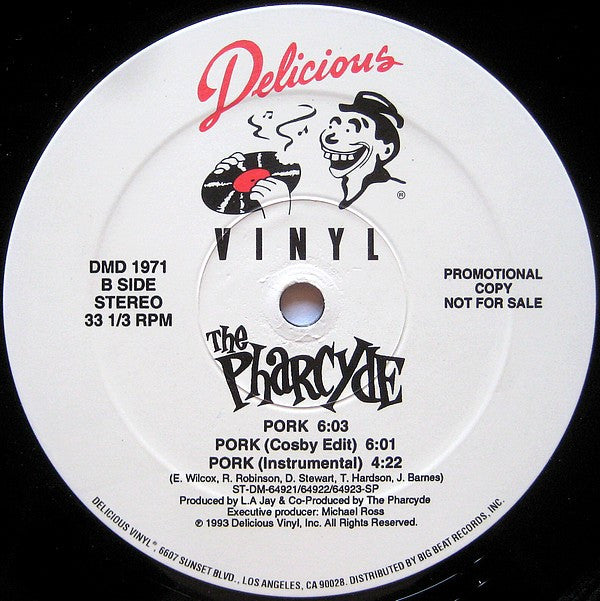 Delicious
®
VINYL
DMD 1971
B SIDE
STEREO
33 1/3 RPM
PROMOTIONAL
COPY
NOT FOR SALE
The
Pharcyde
PORK 6:03
PORK (Cosby Edit) 6:01
PORK (Instrumental) 4:22
(E. Wilcox, R. Robinson, D. Stewart, T. Hardson, J. Barnes)
ST-DM-64921/64922/64923-SP
Produced by L.A Jay & Co-Produced by The Pharcyde
Executive producer: Michael Ross
℗ 1993 Delicious Vinyl, Inc. All Rights Reserved.
DELICIOUS VINYL®, 6607 SUNSET BLVD., LOS ANGELES, CA 90028. DISTRIBUTED BY BIG BEAT RECORDS, INC.